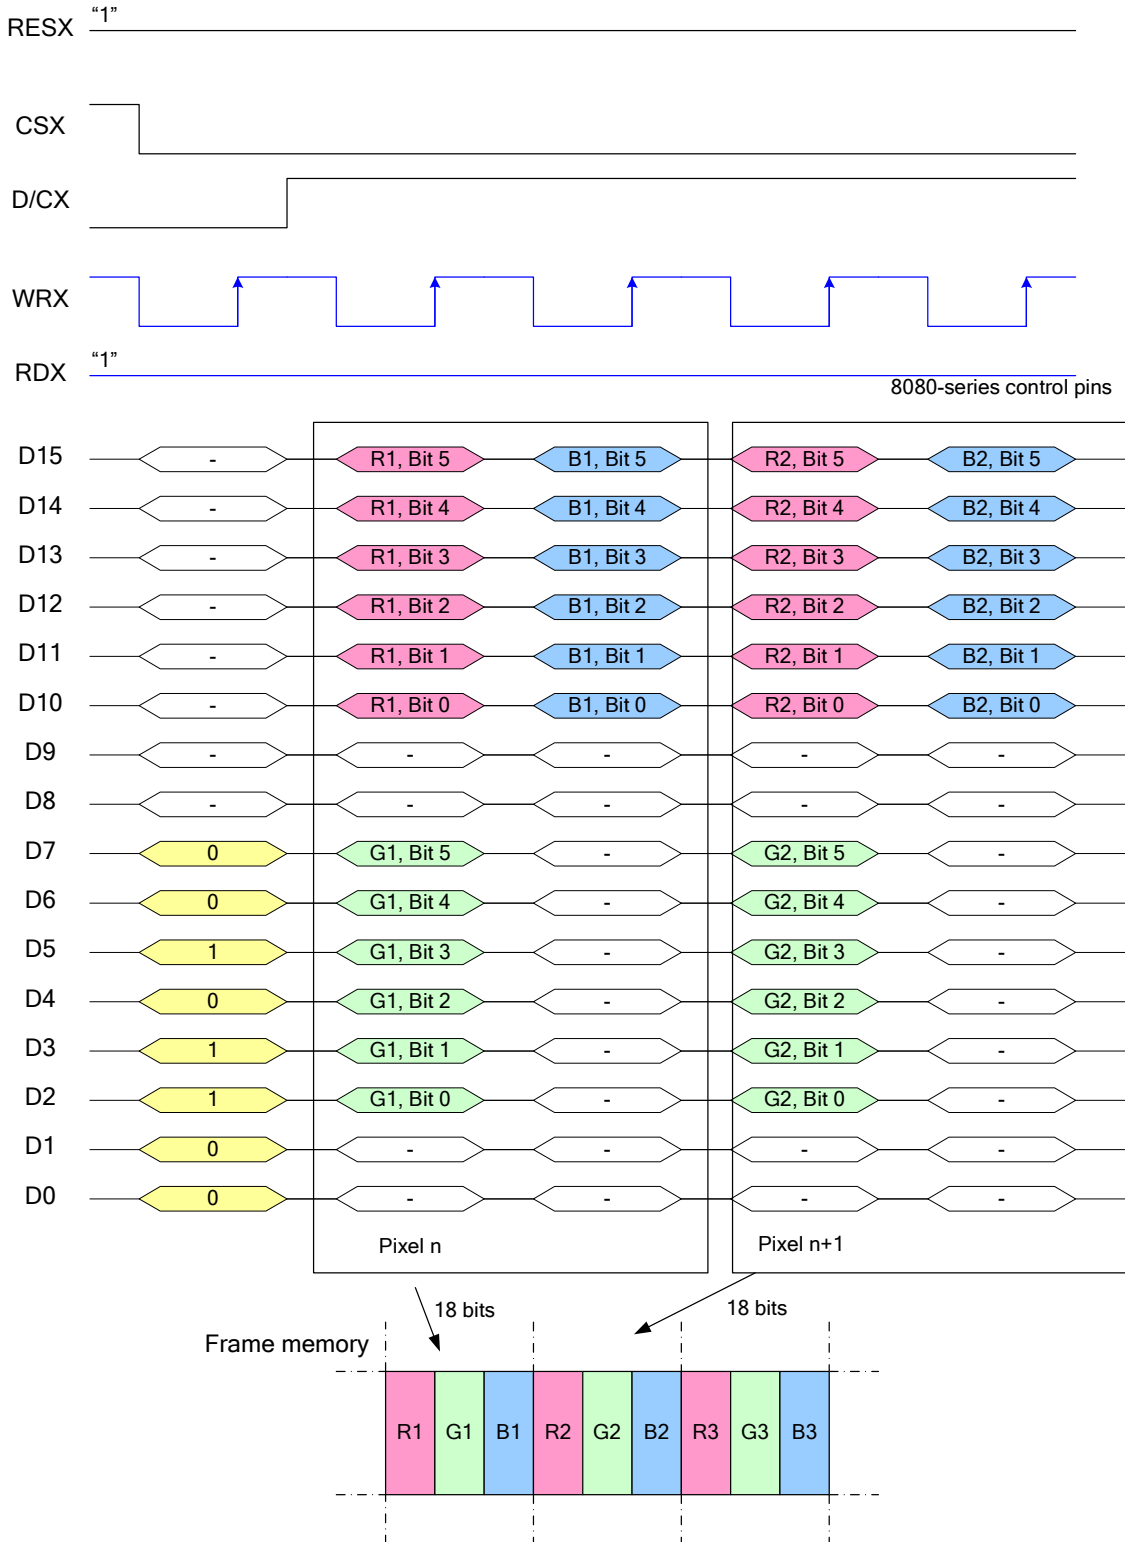 RESX “1”
CSX
D/CX
WRX
RDX “1”
8080-series control pins
D15 - R1, Bit 5 B1, Bit 5 R2, Bit 5 B2, Bit 5
D14 - R1, Bit 4 B1, Bit 4 R2, Bit 4 B2, Bit 4
D13 - R1, Bit 3 B1, Bit 3 R2, Bit 3 B2, Bit 3
D12 - R1, Bit 2 B1, Bit 2 R2, Bit 2 B2, Bit 2
D11 - R1, Bit 1 B1, Bit 1 R2, Bit 1 B2, Bit 1
D10 - R1, Bit 0 B1, Bit 0 R2, Bit 0 B2, Bit 0
D9 - - - - -
D8 - - - - -
D7 0 G1, Bit 5 - G2, Bit 5 -
D6 0 G1, Bit 4 - G2, Bit 4 -
D5 1 G1, Bit 3 - G2, Bit 3 -
D4 0 G1, Bit 2 - G2, Bit 2 -
D3 1 G1, Bit 1 - G2, Bit 1 -
D2 1 G1, Bit 0 - G2, Bit 0 -
D1 0 - - - -
D0 0 - - - -
Pixel n Pixel n+1
18 bits 18 bits
Frame memory
R1 G1 B1 R2 G2 B2 R3 G3 B3